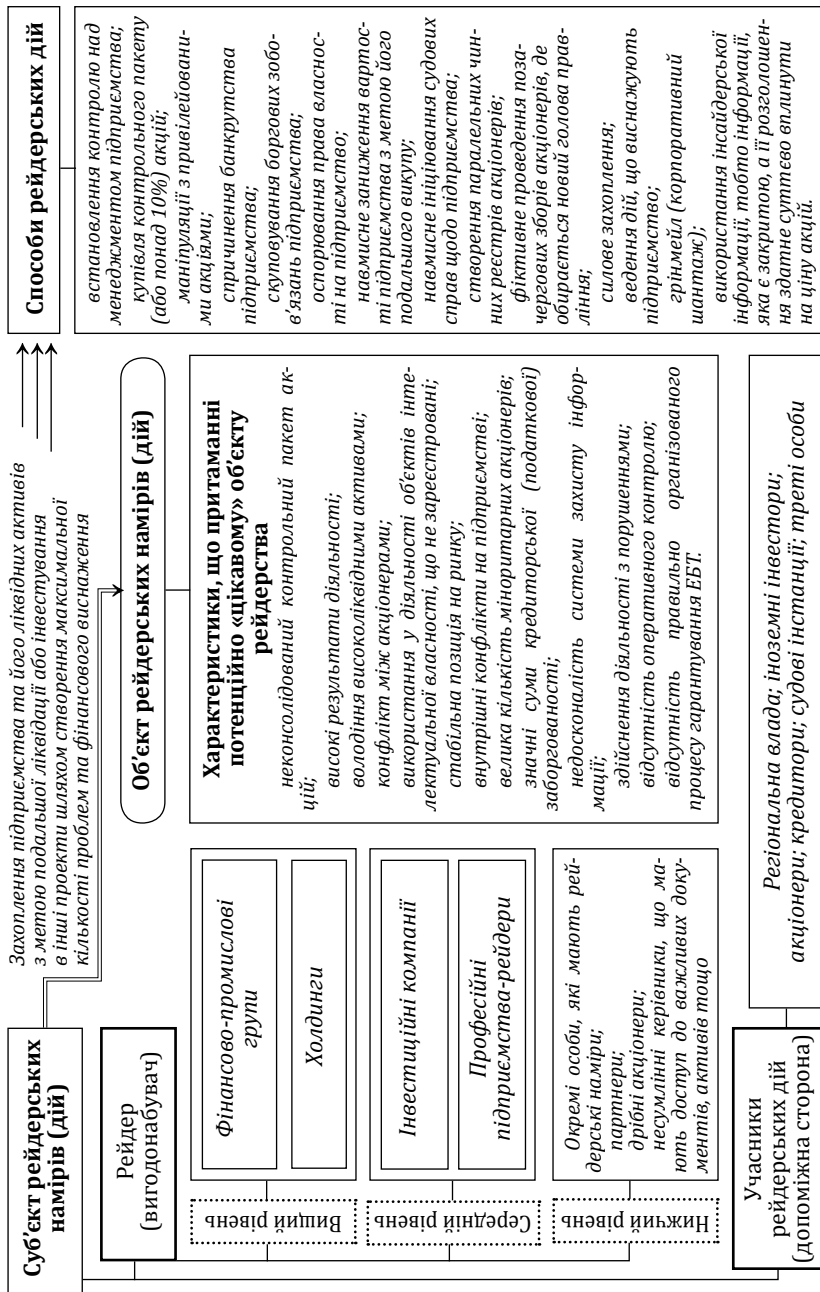 Суб’єкт рейдерських
намірів (дій)
Захоплення підприємства та його ліквідних активів
з метою подальшої ліквідації або інвестування
в інші проекти шляхом створення максимальної
кількості проблем та фінансового виснаження
Способи рейдерських дій
Рейдер
(вигодонабувач)
Об’єкт рейдерських намірів (дій)
Вищий рівень
Фінансово-промислові
групи
Холдинги
Середній рівень
Інвестиційні компанії
Професійні
підприємства-рейдери
Нижчий рівень
Окремі особи, які мають рей-
дерські наміри;
партнери;
дрібні акціонери;
несумлінні керівники, що ма-
ють доступ до важливих доку-
ментів, активів тощо
Характеристики, що притаманні
потенційно «цікавому» об’єкту
рейдерства
неконсолідований контрольний пакет ак-
цій;
високі результати діяльності;
володіння високоліквідними активами;
конфлікт між акціонерами;
використання у діяльності об’єктів інте-
лектуальної власності, що не зареєстровані;
стабільна позиція на ринку;
внутрішні конфлікти на підприємстві;
велика кількість міноритарних акціонерів;
значні суми кредиторської (податкової)
заборгованості;
недосконалість системи захисту інфор-
мації;
здійснення діяльності з порушеннями;
відсутність оперативного контролю;
відсутність правильно організованого
процесу гарантування ЕБТ.
встановлення контролю над
менеджментом підприємства;
купівля контрольного пакету
(або понад 10%) акцій;
маніпуляції з привілейовани-
ми акціями;
спричинення банкрутства
підприємства;
скуповування боргових зобо-
в’язань підприємства;
оспорювання права власнос-
ті на підприємство;
навмисне заниження вартос-
ті підприємства з метою його
подальшого викупу;
навмисне ініціювання судових
справ щодо підприємства;
створення паралельних чин-
них реєстрів акціонерів;
фіктивне проведення поза-
чергових зборів акціонерів, де
обирається новий голова прав-
ління;
силове захоплення;
ведення дій, що виснажують
підприємство;
грінмейл (корпоративний
шантаж);
використання інсайдерської
інформації, тобто інформації,
яка є закритою, а її розголошен-
ня здатне суттєво вплинути
на ціну акцій.
Учасники
рейдерських дій
(допоміжна сторона)
Регіональна влада; іноземні інвестори;
акціонери; кредитори; судові інстанції; треті особи